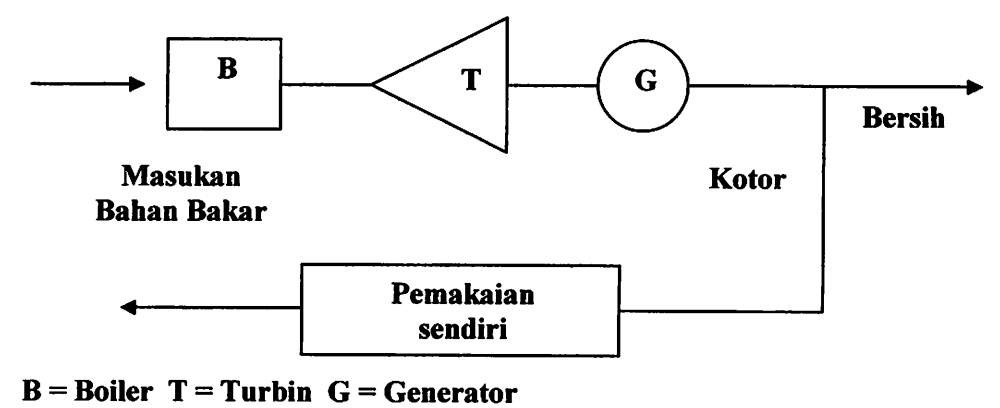 B
T
G
Bersih
Masukan
Bahan Bakar
Kotor
Pemakaian
sendiri
B = Boiler T = Turbin G = Generator